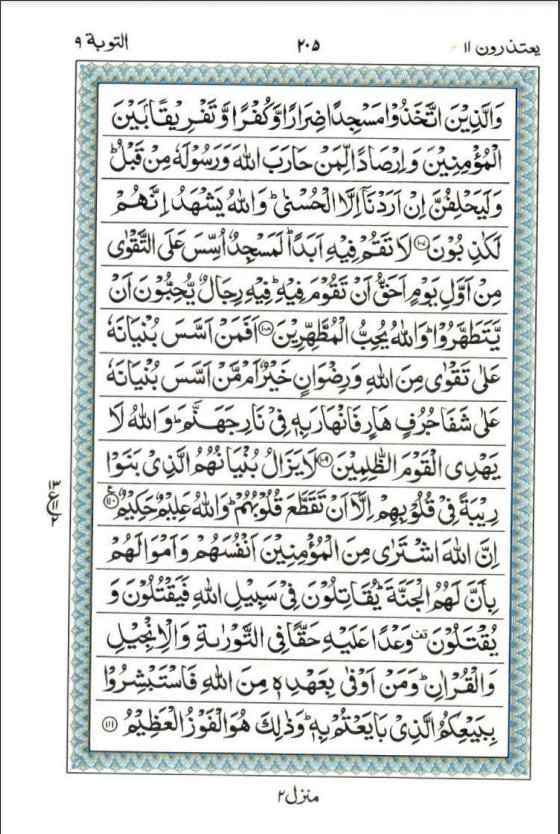 يعتذرون ١١
٢٠٥
التوبة ٩
وَالَّذِيْنَ اتَّخَذُوْا مَسْجِدًا ضِرَارًا وَّكُفْرًا وَّتَفْرِيْقًۢا بَيْنَ
الْمُؤْمِنِيْنَ وَاِرْصَادًا لِّمَنْ حَارَبَ اللّٰهَ وَرَسُوْلَهٗ مِنْ قَبْلُ ؕ
وَلَيَحْلِفُنَّ اِنْ اَرَدْنَاۤ اِلَّا الْحُسْنٰى ؕ وَاللّٰهُ يَشْهَدُ اِنَّهُمْ
لَكٰذِبُوْنَ ﴿١٠٧﴾ لَا تَقُمْ فِيْهِ اَبَدًا ؕ لَمَسْجِدٌ اُسِّسَ عَلَى التَّقْوٰى
مِنْ اَوَّلِ يَوْمٍ اَحَقُّ اَنْ تَقُوْمَ فِيْهِ ؕ فِيْهِ رِجَالٌ يُّحِبُّوْنَ اَنْ
يَّتَطَهَّرُوْا ؕ وَاللّٰهُ يُحِبُّ الْمُطَّهِّرِيْنَ ﴿١٠٨﴾ اَفَمَنْ اَسَّسَ بُنْيَانَهٗ
عَلٰى تَقْوٰى مِنَ اللّٰهِ وَرِضْوَانٍ خَيْرٌ اَمْ مَّنْ اَسَّسَ بُنْيَانَهٗ
عَلٰى شَفَا جُرُفٍ هَارٍ فَانْهَارَ بِهٖ فِيْ نَارِ جَهَنَّمَ ؕ وَاللّٰهُ لَا
يَهْدِى الْقَوْمَ الظّٰلِمِيْنَ ﴿١٠٩﴾ لَا يَزَالُ بُنْيَانُهُمُ الَّذِيْ بَنَوْا
رِيْبَةً فِيْ قُلُوْبِهِمْ اِلَّاۤ اَنْ تَقَطَّعَ قُلُوْبُهُمْ ؕ وَاللّٰهُ عَلِيْمٌ حَكِيْمٌ ﴿١١٠﴾ ع
١٣
١١
٢
اِنَّ اللّٰهَ اشْتَرٰى مِنَ الْمُؤْمِنِيْنَ اَنْفُسَهُمْ وَاَمْوَالَهُمْ
بِاَنَّ لَهُمُ الْجَنَّةَ ؕ يُقَاتِلُوْنَ فِيْ سَبِيْلِ اللّٰهِ فَيَقْتُلُوْنَ وَ
يُقْتَلُوْنَ وَعْدًا عَلَيْهِ حَقًّا فِى التَّوْرٰىةِ وَالْاِنْجِيْلِ
وَالْقُرْاٰنِ ؕ وَمَنْ اَوْفٰى بِعَهْدِهٖ مِنَ اللّٰهِ فَاسْتَبْشِرُوْا
بِبَيْعِكُمُ الَّذِيْ بَايَعْتُمْ بِهٖ ؕ وَذٰلِكَ هُوَ الْفَوْزُ الْعَظِيْمُ ﴿١١١﴾
منزل ٢